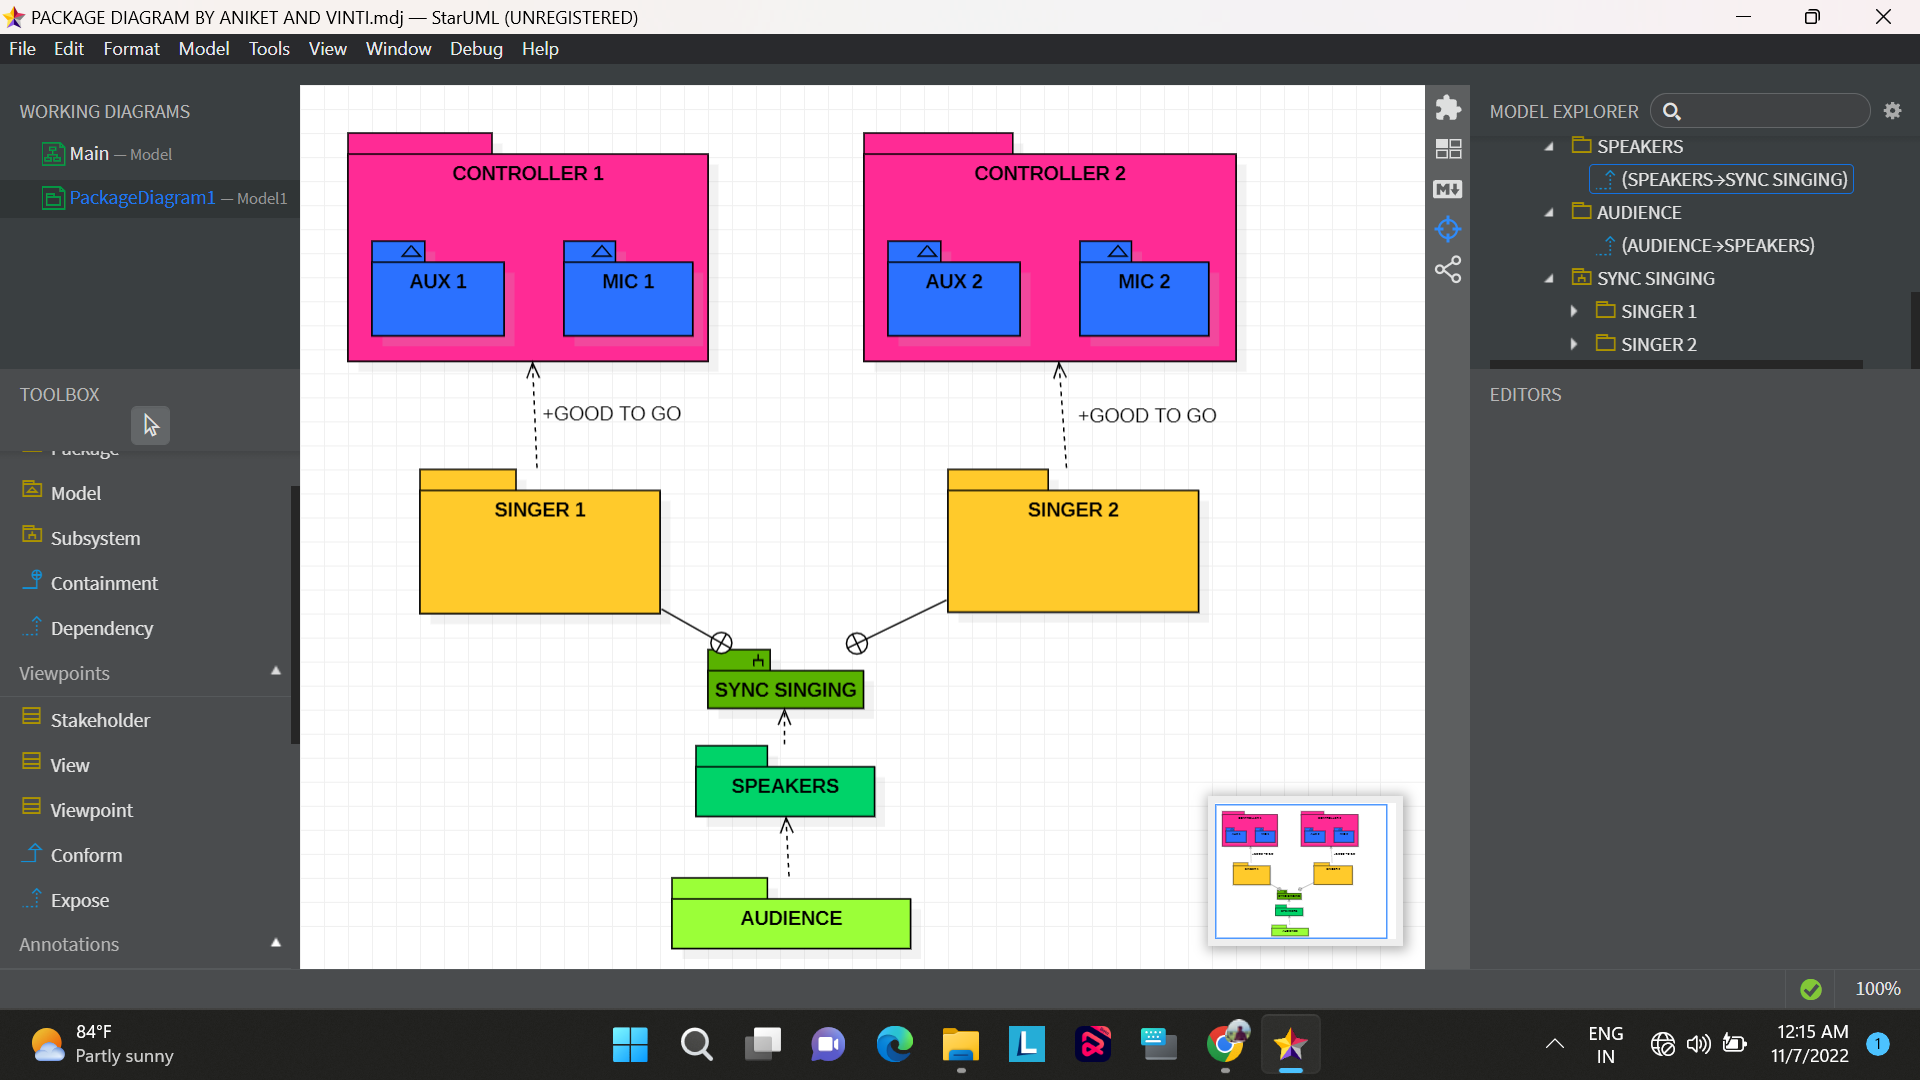 PACKAGE DIAGRAM BY ANIKET AND VINTI.mdj — StarUML (UNREGISTERED)
File Edit Format Model Tools View Window Debug Help
WORKING DIAGRAMS
Main — Model
PackageDiagram1 — Model1
TOOLBOX
Package
Model
Subsystem
Containment
Dependency
Viewpoints
Stakeholder
View
Viewpoint
Conform
Expose
Annotations
CONTROLLER 1
AUX 1
MIC 1
CONTROLLER 2
AUX 2
MIC 2
+GOOD TO GO
+GOOD TO GO
SINGER 1
SINGER 2
SYNC SINGING
SPEAKERS
AUDIENCE
M↓
MODEL EXPLORER
SPEAKERS
(SPEAKERS→SYNC SINGING)
AUDIENCE
(AUDIENCE→SPEAKERS)
SYNC SINGING
SINGER 1
SINGER 2
EDITORS
100%
84°F
Partly sunny
L
ENG
IN
12:15 AM
11/7/2022
1